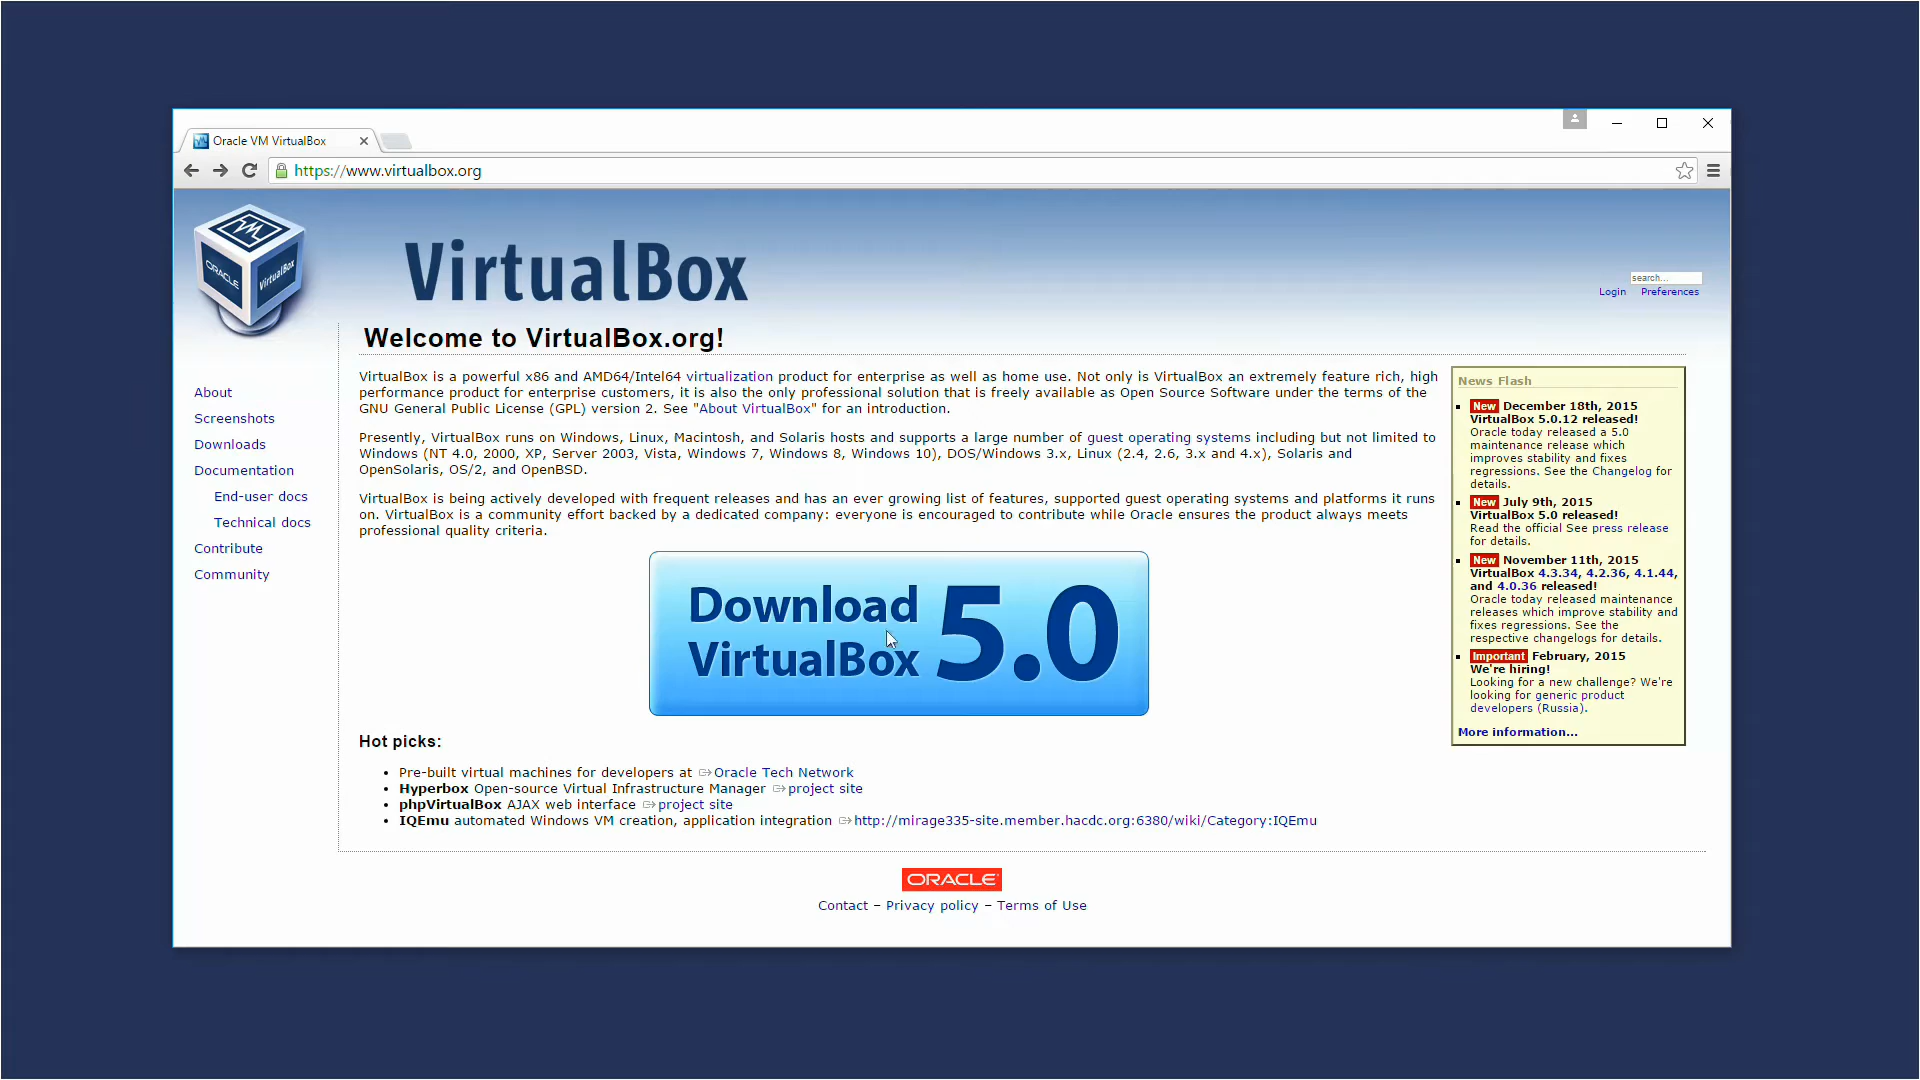 Oracle VM VirtualBox
https://www.virtualbox.org
ORACLE
VirtualBox
VirtualBox
search...
Login Preferences
Welcome to VirtualBox.org!
About
Screenshots
Downloads
Documentation
End-user docs
Technical docs
Contribute
Community
VirtualBox is a powerful x86 and AMD64/Intel64 virtualization product for enterprise as well as home use. Not only is VirtualBox an extremely feature rich, high
performance product for enterprise customers, it is also the only professional solution that is freely available as Open Source Software under the terms of the
GNU General Public License (GPL) version 2. See "About VirtualBox" for an introduction.
Presently, VirtualBox runs on Windows, Linux, Macintosh, and Solaris hosts and supports a large number of guest operating systems including but not limited to
Windows (NT 4.0, 2000, XP, Server 2003, Vista, Windows 7, Windows 8, Windows 10), DOS/Windows 3.x, Linux (2.4, 2.6, 3.x and 4.x), Solaris and
OpenSolaris, OS/2, and OpenBSD.
VirtualBox is being actively developed with frequent releases and has an ever growing list of features, supported guest operating systems and platforms it runs
on. VirtualBox is a community effort backed by a dedicated company: everyone is encouraged to contribute while Oracle ensures the product always meets
professional quality criteria.
Download
VirtualBox
5.0
Hot picks:
Pre-built virtual machines for developers at Oracle Tech Network
Hyperbox Open-source Virtual Infrastructure Manager project site
phpVirtualBox AJAX web interface project site
IQEmu automated Windows VM creation, application integration http://mirage335-site.member.hacdc.org:6380/wiki/Category:IQEmu
News Flash
New December 18th, 2015
VirtualBox 5.0.12 released!
Oracle today released a 5.0
maintenance release which
improves stability and fixes
regressions. See the Changelog for
details.
New July 9th, 2015
VirtualBox 5.0 released!
Read the official See press release
for details.
New November 11th, 2015
VirtualBox 4.3.34, 4.2.36, 4.1.44,
and 4.0.36 released!
Oracle today released maintenance
releases which improve stability and
fixes regressions. See the
respective changelogs for details.
Important February, 2015
We're hiring!
Looking for a new challenge? We're
looking for generic product
developers (Russia).
More information...
ORACLE
Contact – Privacy policy – Terms of Use